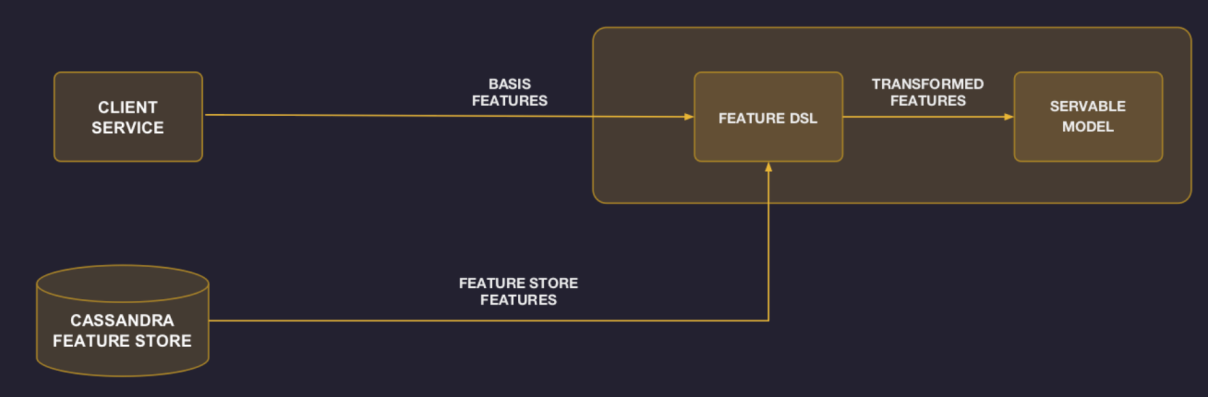 CLIENT
SERVICE
BASIS
FEATURES
FEATURE DSL
TRANSFORMED
FEATURES
SERVABLE
MODEL
CASSANDRA
FEATURE STORE
FEATURE STORE
FEATURES